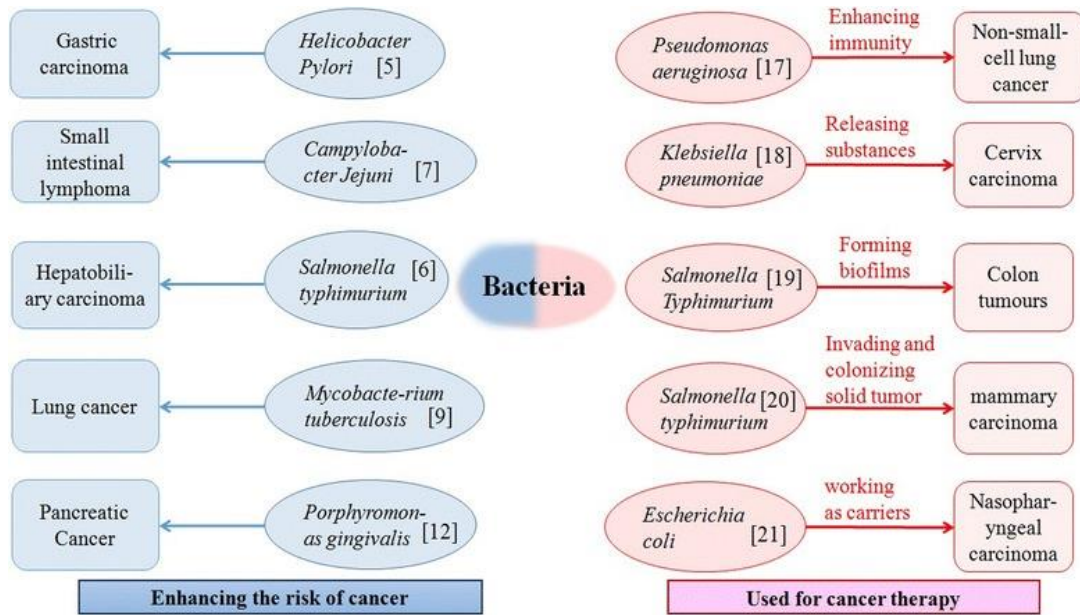 Gastric
carcinoma
Helicobacter
Pylori [5]
Small
intestinal
lymphoma
Campyloba-
cter Jejuni [7]
Hepatobili-
ary carcinoma
Salmonella [6]
typhimurium
Lung cancer
Mycobacte-rium
tuberculosis [9]
Pancreatic
Cancer
Porphyromon-
as gingivalis [12]
Enhancing the risk of cancer
Bacteria
Pseudomonas
aeruginosa [17]
Enhancing
immunity
Non-small-
cell lung
cancer
Klebsiella [18]
pneumoniae
Releasing
substances
Cervix
carcinoma
Salmonella [19]
Typhimurium
Forming
biofilms
Colon
tumours
Salmonella [20]
typhimurium
Invading and
colonizing
solid tumor
mammary
carcinoma
Escherichia
coli [21]
working
as carriers
Nasophar-
yngeal
carcinoma
Used for cancer therapy